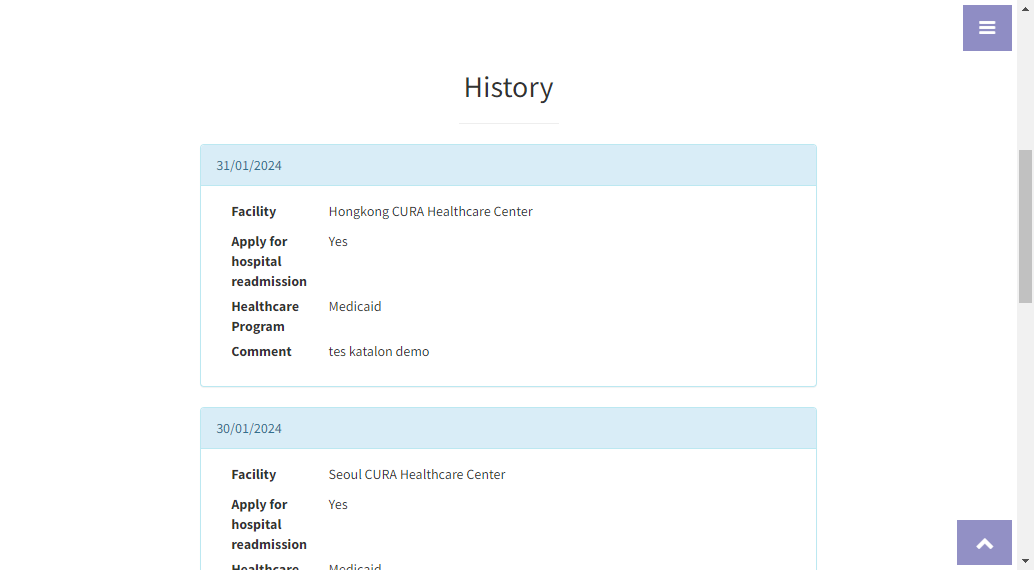 History
31/01/2024
Facility Hongkong CURA Healthcare Center
Apply for Yes
hospital
readmission
Healthcare Medicaid
Program
Comment tes katalon demo
30/01/2024
Facility Seoul CURA Healthcare Center
Apply for Yes
hospital
readmission
Healthcare Medicaid